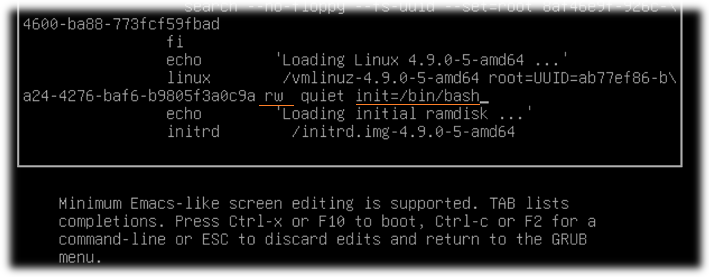 search --no-floppy --fs-uuid --set=root
4600-ba88-773fcf59fbad
fi
echo 'Loading Linux 4.9.0-5-amd64 ...'
linux /vmlinuz-4.9.0-5-amd64 root=UUID=ab77ef86-b\
a24-4276-baf6-b9805f3a0c9a rw quiet init=/bin/bash_
echo 'Loading initial ramdisk ...'
initrd /initrd.img-4.9.0-5-amd64
Minimum Emacs-like screen editing is supported. TAB lists
completions. Press Ctrl-x or F10 to boot, Ctrl-c or F2 for a
command-line or ESC to discard edits and return to the GRUB
menu.